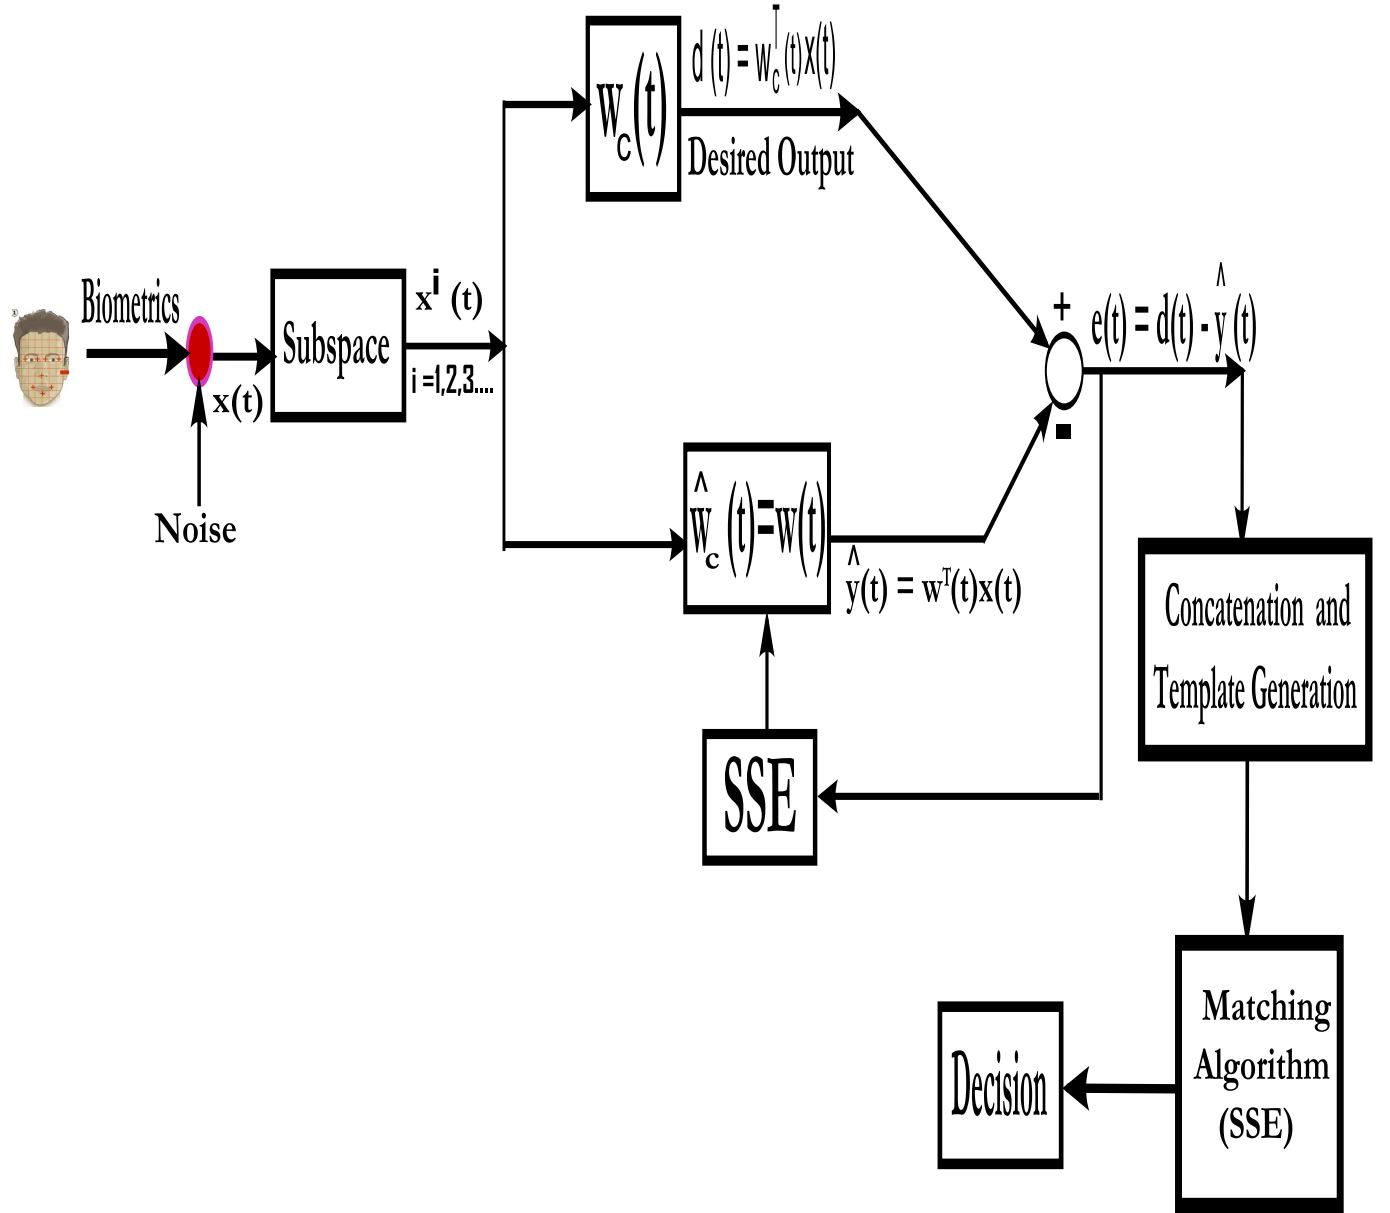 Biometrics
Noise
x(t)
Subspace
xⁱ (t)
i =1,2,3....
w_c(t)
d (t) = w_c^T(t)x(t)
Desired Output
ŵ_c (t)=w(t)
ŷ(t) = w^T(t)x(t)
+
-
e(t) = d(t) - ŷ (t)
SSE
Concatenation and
Template Generation
Matching
Algorithm
(SSE)
Decision